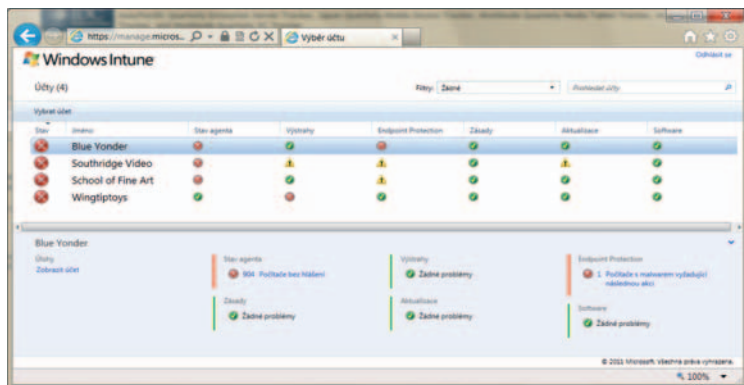 https://manage.micros...
Výběr účtu
Windows Intune
Odhlásit se
Účty (4)
Filtry: Žádné
Prohledat účty
Vybrat účet
Stav Jméno Stav agenta Výstrahy Endpoint Protection Zásady Aktualizace Software
Blue Yonder
Southridge Video
School of Fine Art
Wingtiptoys
Blue Yonder
Úkoly
Zobrazit účet
Stav agenta
904 Počítače bez hlášení
Výstrahy
Žádné problémy
Endpoint Protection
1 Počítače s malwarem vyžadující
následnou akci
Zásady
Žádné problémy
Aktualizace
Žádné problémy
Software
Žádné problémy
© 2011 Microsoft. Všechna práva vyhrazena.
100%